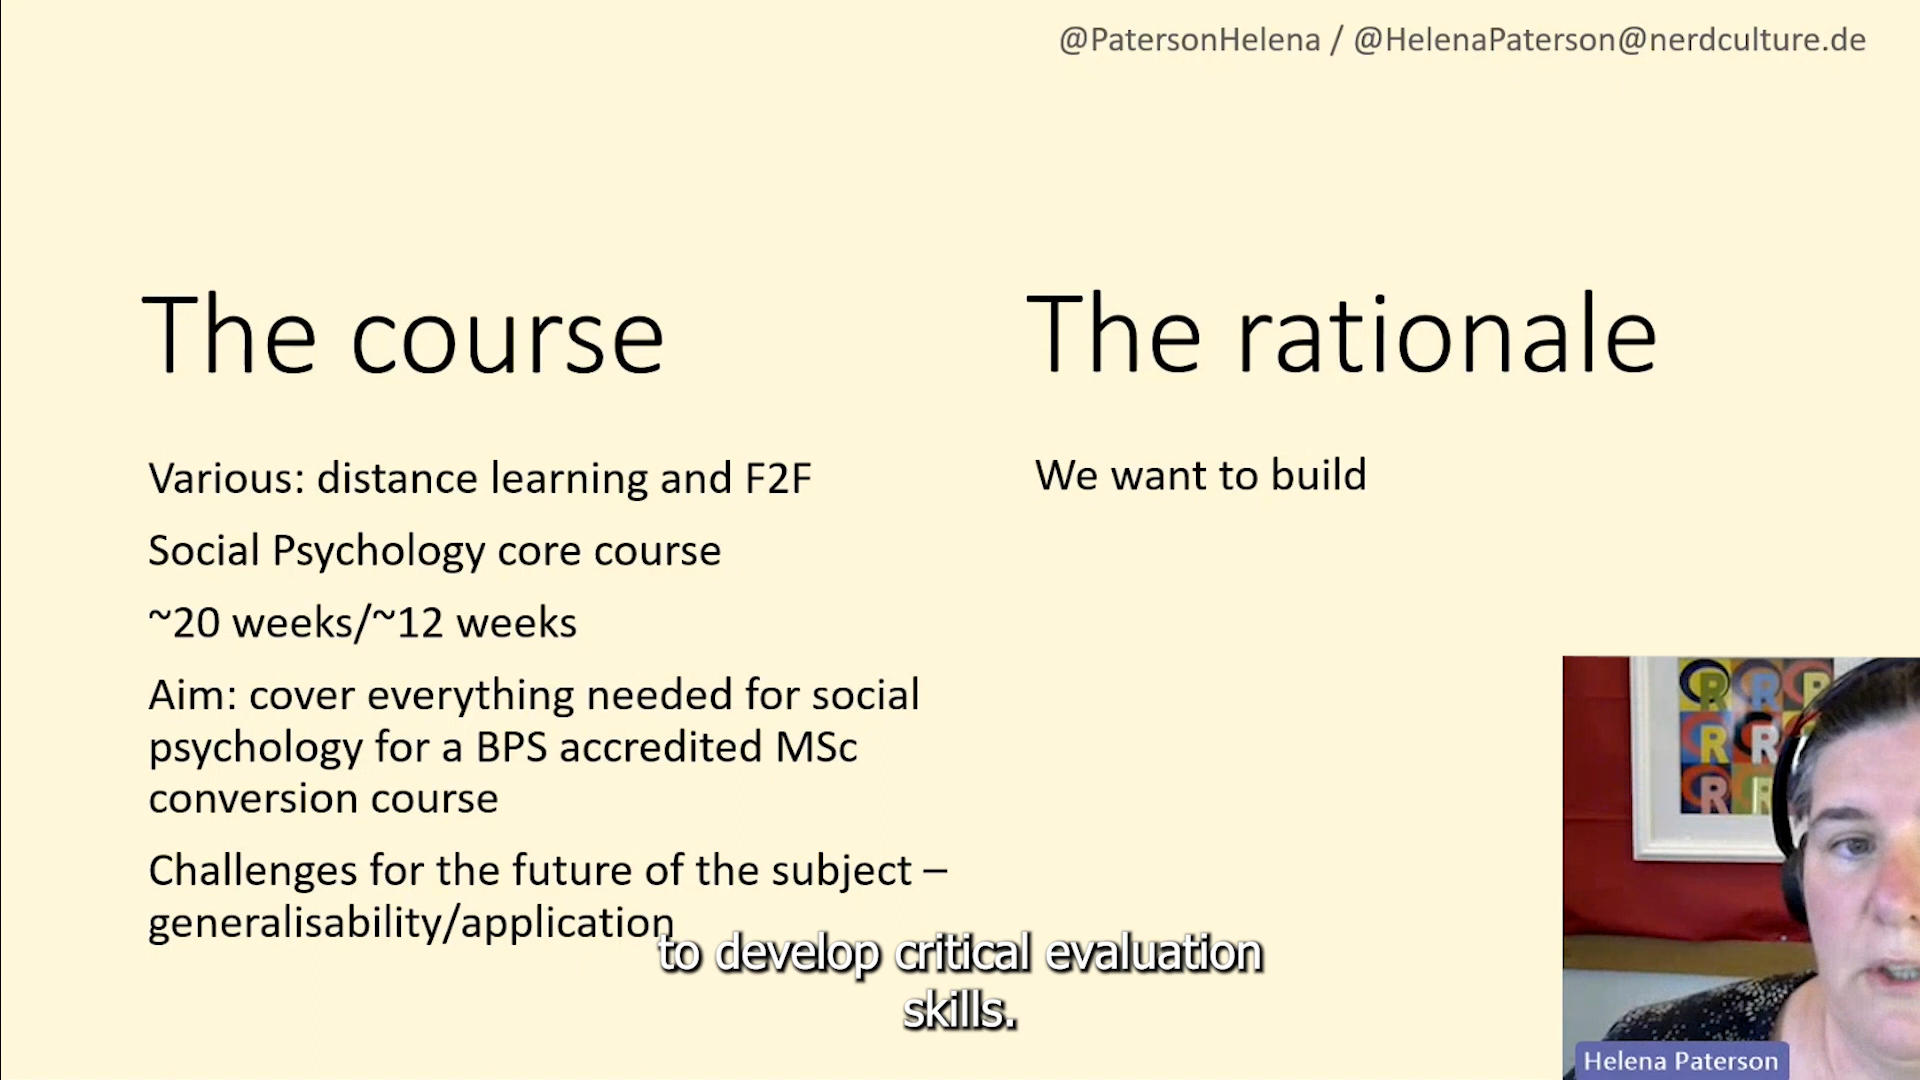 @PatersonHelena / @HelenaPaterson@nerdculture.de
The course
Various: distance learning and F2F
Social Psychology core course
~20 weeks/~12 weeks
Aim: cover everything needed for social
psychology for a BPS accredited MSc
conversion course
Challenges for the future of the subject –
generalisability/application
The rationale
We want to build
R R R
R R
R R
to develop critical evaluation
skills.
Helena Paterson